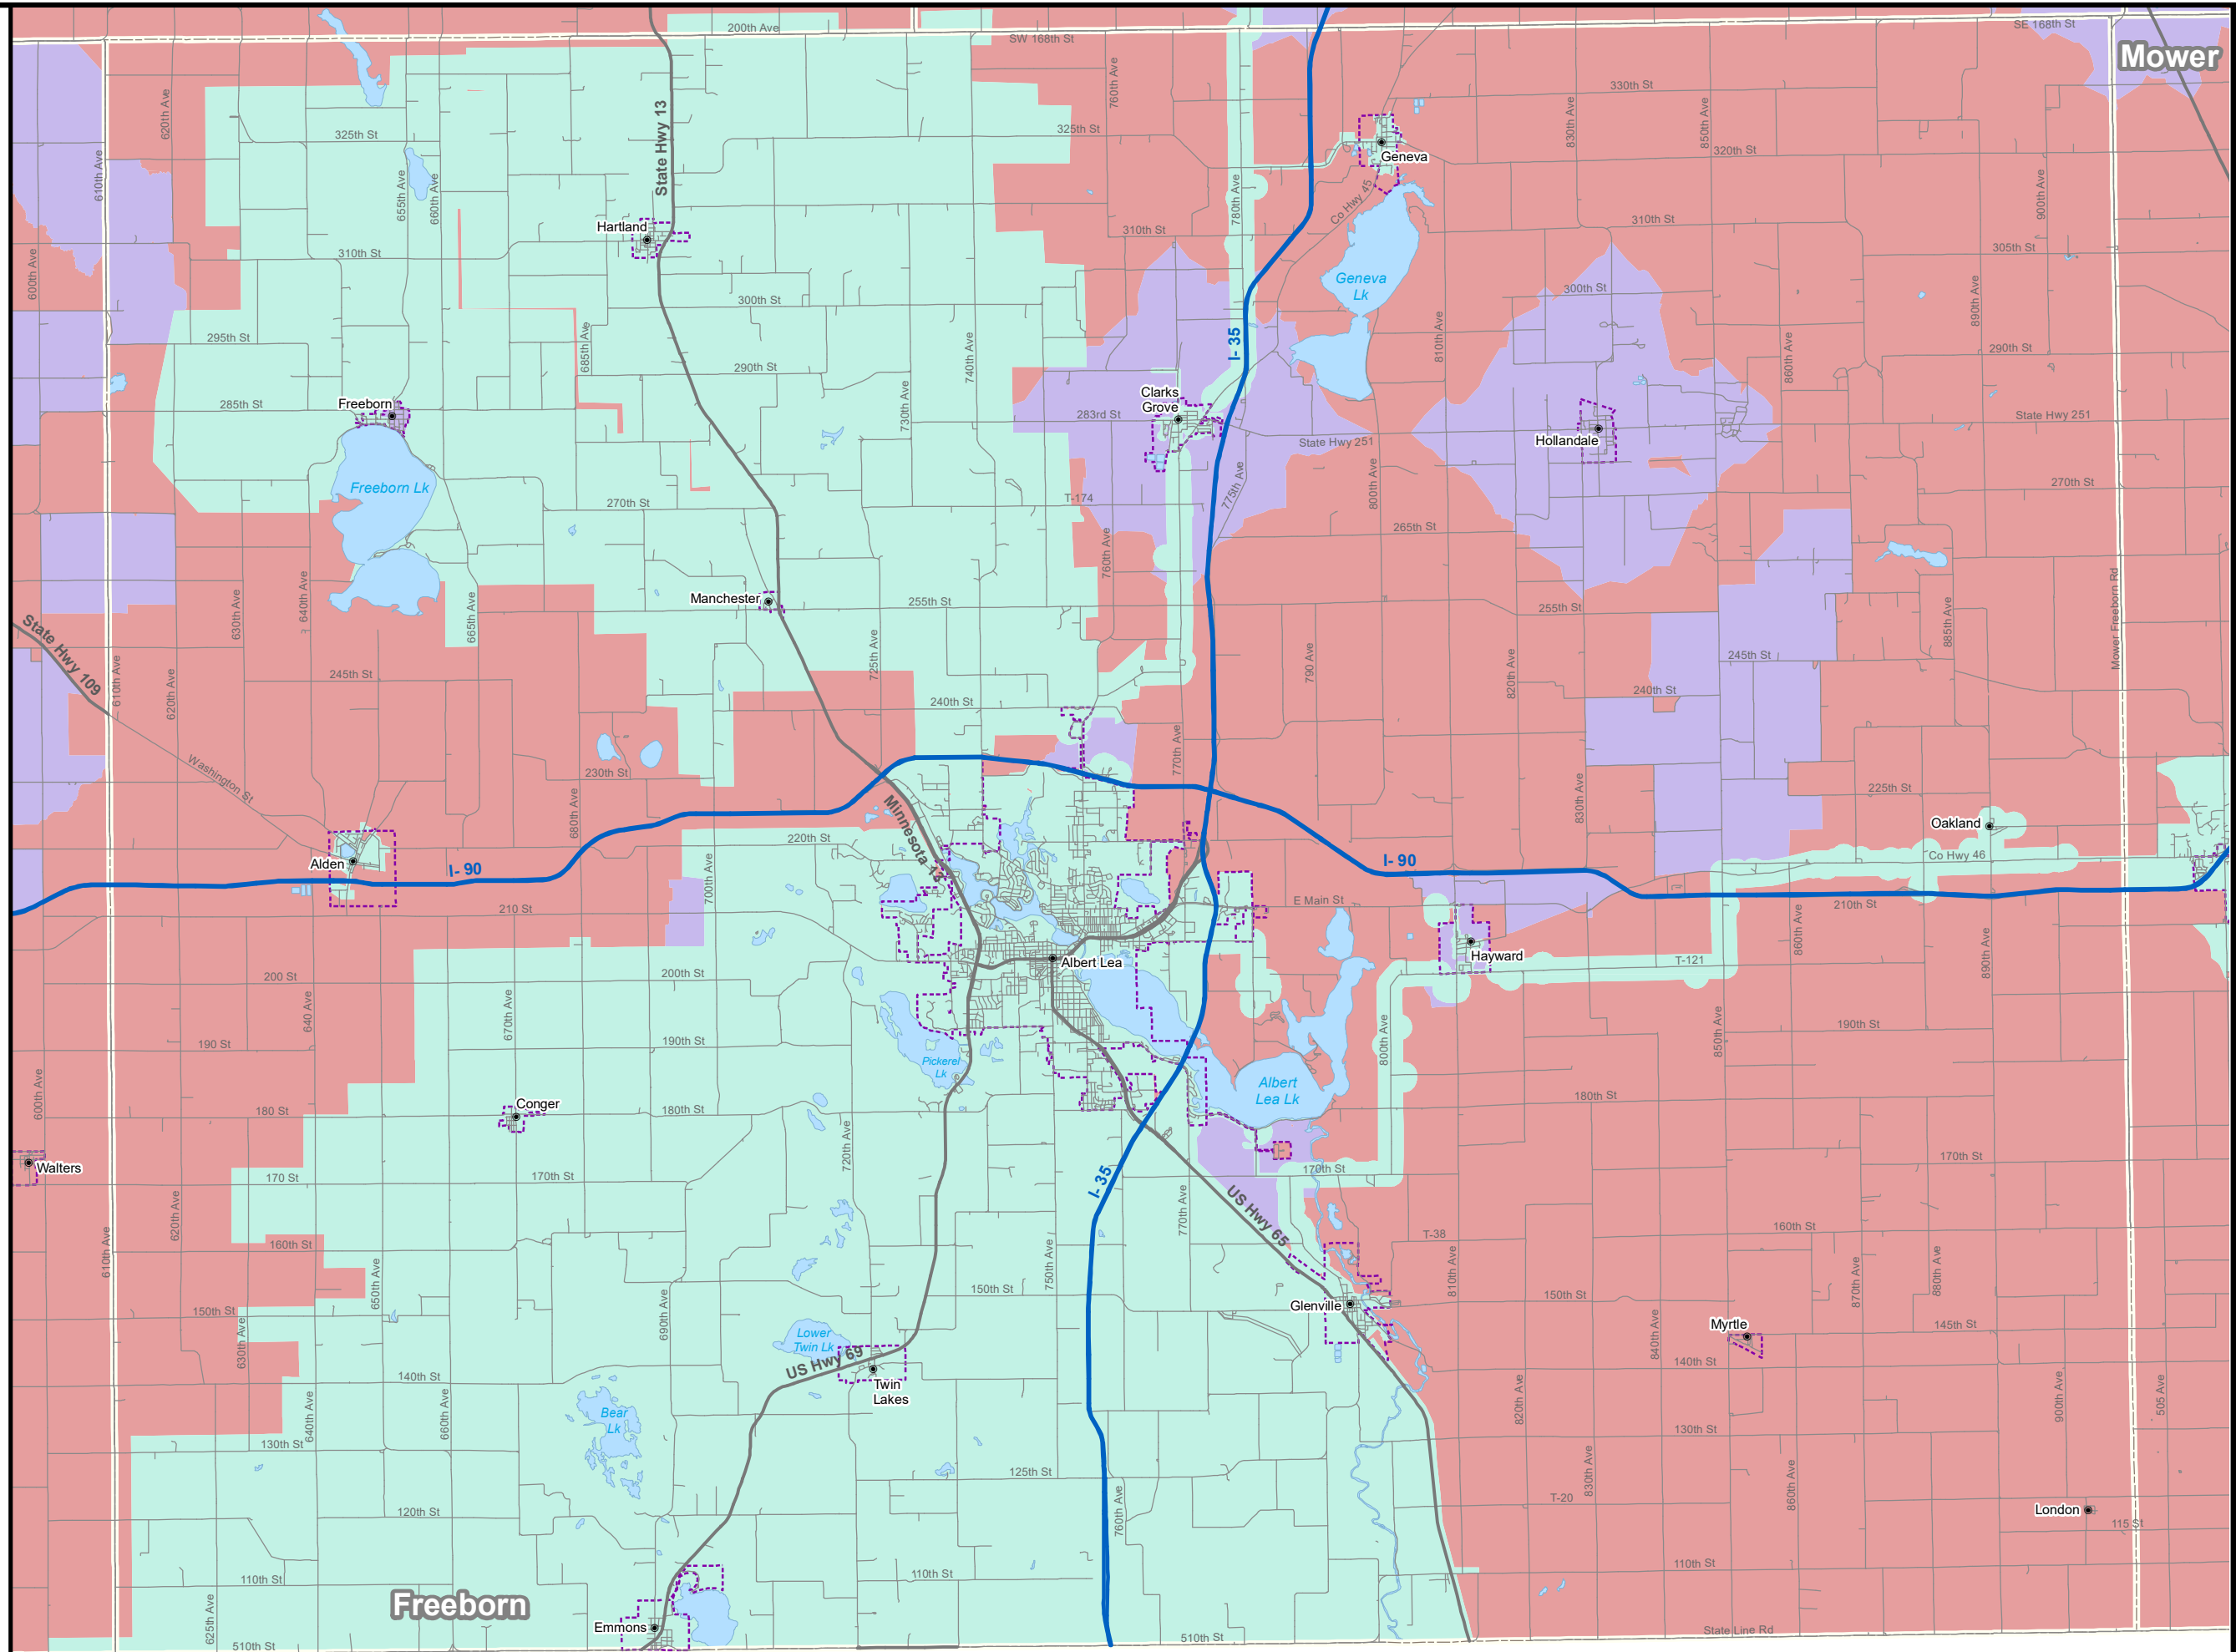 200th Ave
SW 168th St
SE 168th St
Mower
State Hwy 13
620th Ave
610th Ave
325th St
655th Ave
660th Ave
760th Ave
325th St
780th Ave
Geneva
Co Hwy 45
330th St
830th Ave
850th Ave
320th St
900th Ave
Hartland
310th St
310th St
310th St
305th St
600th Ave
Geneva
Lk
300th St
300th St
890th Ave
295th St
685th Ave
290th St
740th Ave
730th Ave
I- 35
810th Ave
860th Ave
290th St
Freeborn
285th St
Clarks
Grove
283rd St
State Hwy 251
Hollandale
State Hwy 251
Freeborn Lk
270th St
T-174
775th Ave
800th Ave
265th St
270th St
760th Ave
Manchester
255th St
255th St
630th Ave
640th Ave
665th Ave
725th Ave
790 Ave
820th Ave
885th Ave
Mower Freeborn Rd
State Hwy 109
610th Ave
620th Ave
245th St
240th St
245th St
240th St
770th Ave
Washington St
230th St
680th Ave
Minnesota 13
830th Ave
225th St
Oakland
220th St
Alden
I- 90
700th Ave
I- 90
Co Hwy 46
210 St
E Main St
210th St
860th Ave
Hayward
T-121
890th Ave
Albert Lea
200 St
200th St
640 Ave
670th Ave
190 St
190th St
Pickerel
Lk
800th Ave
850th Ave
190th St
600th Ave
Conger
180 St
180th St
Albert
Lea Lk
180th St
Walters
720th Ave
170 St
170th St
170th St
170th St
I- 35
US Hwy 65
620th Ave
610th Ave
160th St
650th Ave
770th Ave
750th Ave
T-38
810th Ave
160th St
870th Ave
880th Ave
150th St
630th Ave
690th Ave
150th St
Glenville
150th St
Myrtle
145th St
840th Ave
Lower
Twin Lk
US Hwy 69
Twin
Lakes
140th St
140th St
640th Ave
660th Ave
Bear
Lk
820th Ave
900th Ave
505 Ave
130th St
130th St
125th St
830th Ave
860th Ave
120th St
760th Ave
T-20
London
115 St
110th St
110th St
110th St
Freeborn
625th Ave
Emmons
510th St
510th St
State Line Rd